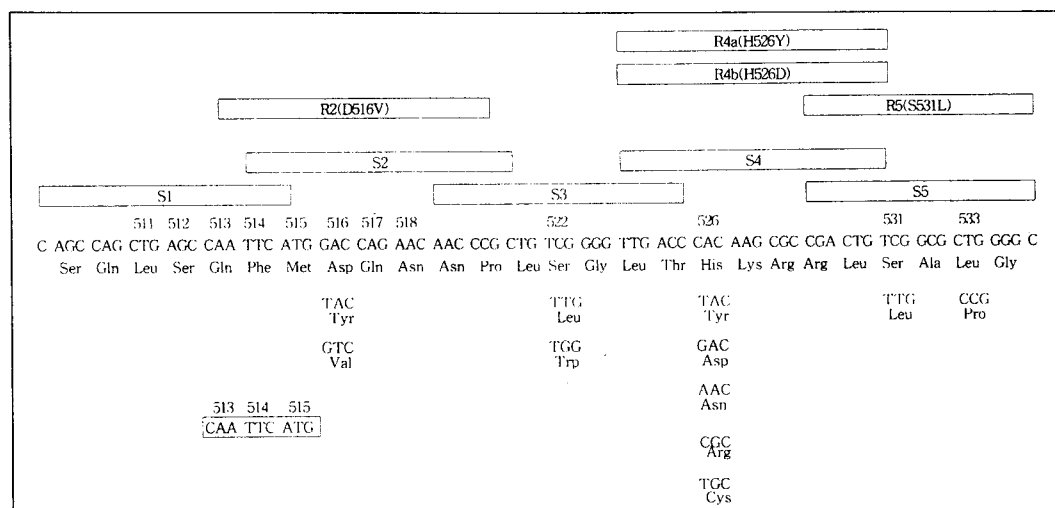 R4a(H526Y)
R4b(H526D)
R2(D516V) R5(S531L)
S2 S4
S1 S3 S5
511 512 513 514 515 516 517 518 522 526 531 533
C AGC CAG CTG AGC CAA TTC ATG GAC CAG AAC AAC CCG CTG TCG GGG TTG ACC CAC AAG CGC CGA CTG TCG GCG CTG GGG C
Ser Gln Leu Ser Gln Phe Met Asp Gln Asn Asn Pro Leu Ser Gly Leu Thr His Lys Arg Arg Leu Ser Ala Leu Gly
TAC TTG TAC TTG CCG
Tyr Leu Tyr Leu Pro
GTC TGG GAC
Val Trp Asp
AAC
Asn
513 514 515
CAA TTC ATG
CGC
Arg
TGC
Cys